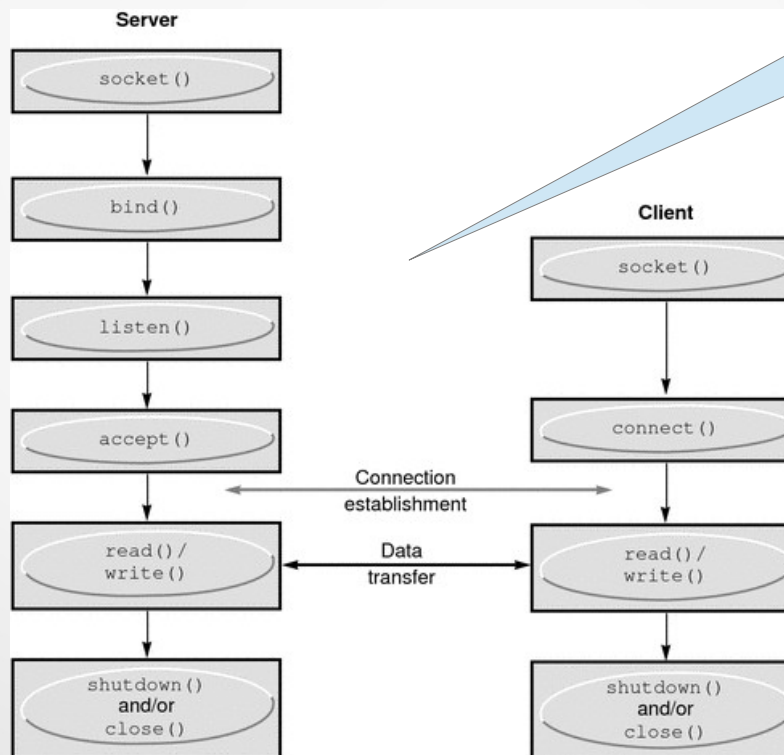 Server
socket()
bind()
listen()
accept()
read()/
write()
shutdown()
and/or
close()
Connection
establishment
Data
transfer
Client
socket()
connect()
read()/
write()
shutdown()
and/or
close()